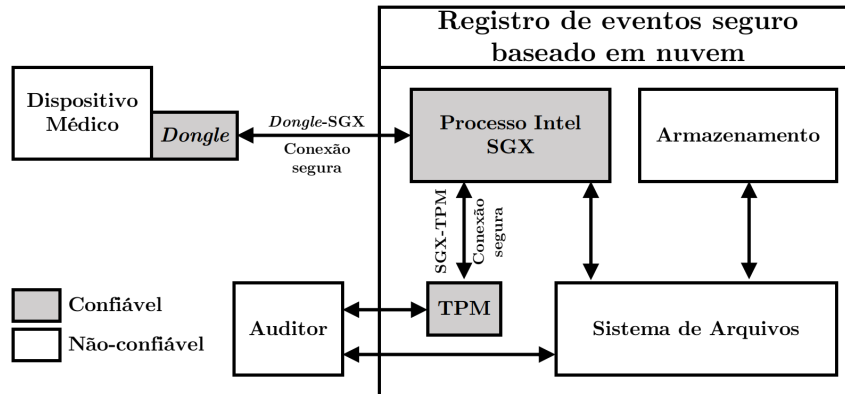 Registro de eventos seguro
baseado em nuvem
Dispositivo
Médico
Dongle
Dongle-SGX
Conexão
segura
Processo Intel
SGX
Armazenamento
SGX-TPM
Conexão
segura
Confiável
Não-confiável
Auditor
TPM
Sistema de Arquivos